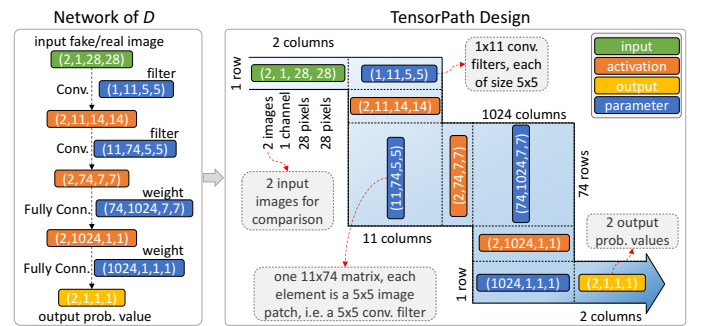 Network of D
input fake/real image
(2,1,28,28)
filter
Conv.
(1,11,5,5)
(2,11,14,14)
filter
Conv.
(11,74,5,5)
(2,74,7,7)
weight
Fully Conn.
(74,1024,7,7)
(2,1024,1,1)
weight
Fully Conn.
(1024,1,1,1)
(2,1,1,1)
output prob. value
TensorPath Design
2 columns
1 row
(2, 1, 28, 28)
(1,11,5,5)
1x11 conv.
filters, each
of size 5x5
input
activation
output
parameter
2 images
1 channel
28 pixels
28 pixels
(2,11,14,14)
1024 columns
(11,74,5,5)
(2,74,7,7)
(74,1024,7,7)
74 rows
2 input
images for
comparison
11 columns
2 output
prob. values
(2,1024,1,1)
one 11x74 matrix, each
element is a 5x5 image
patch, i.e. a 5x5 conv. filter
1 row
(1024,1,1,1)
(2,1,1,1)
2 columns